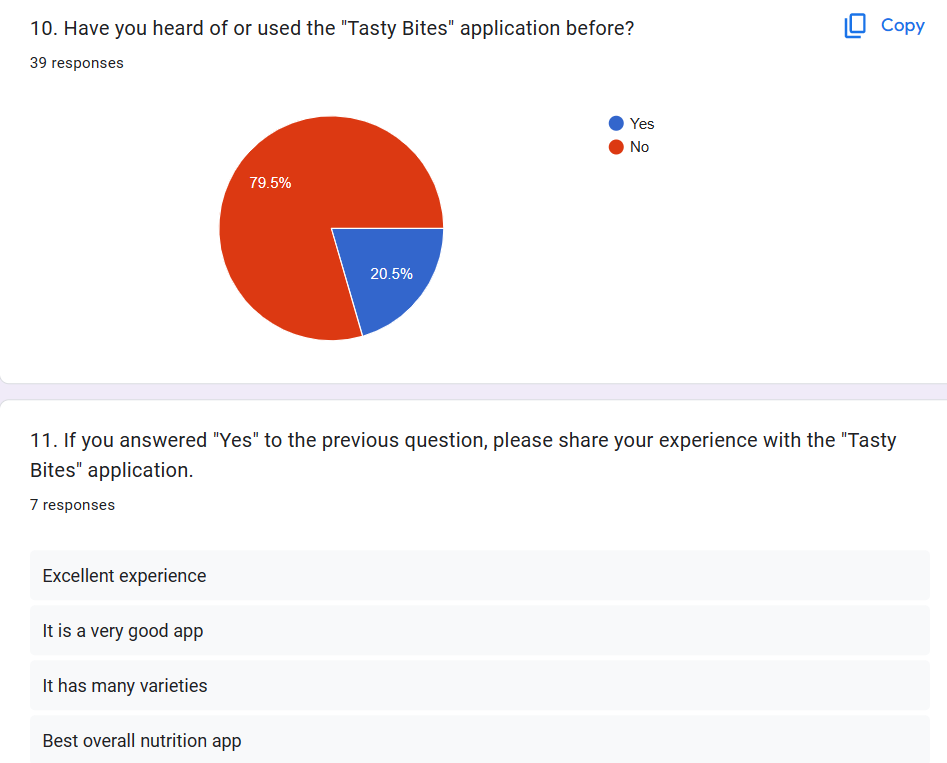 10. Have you heard of or used the "Tasty Bites" application before?
Copy
39 responses
Yes
No
79.5%
20.5%
11. If you answered "Yes" to the previous question, please share your experience with the "Tasty
Bites" application.
7 responses
Excellent experience
It is a very good app
It has many varieties
Best overall nutrition app